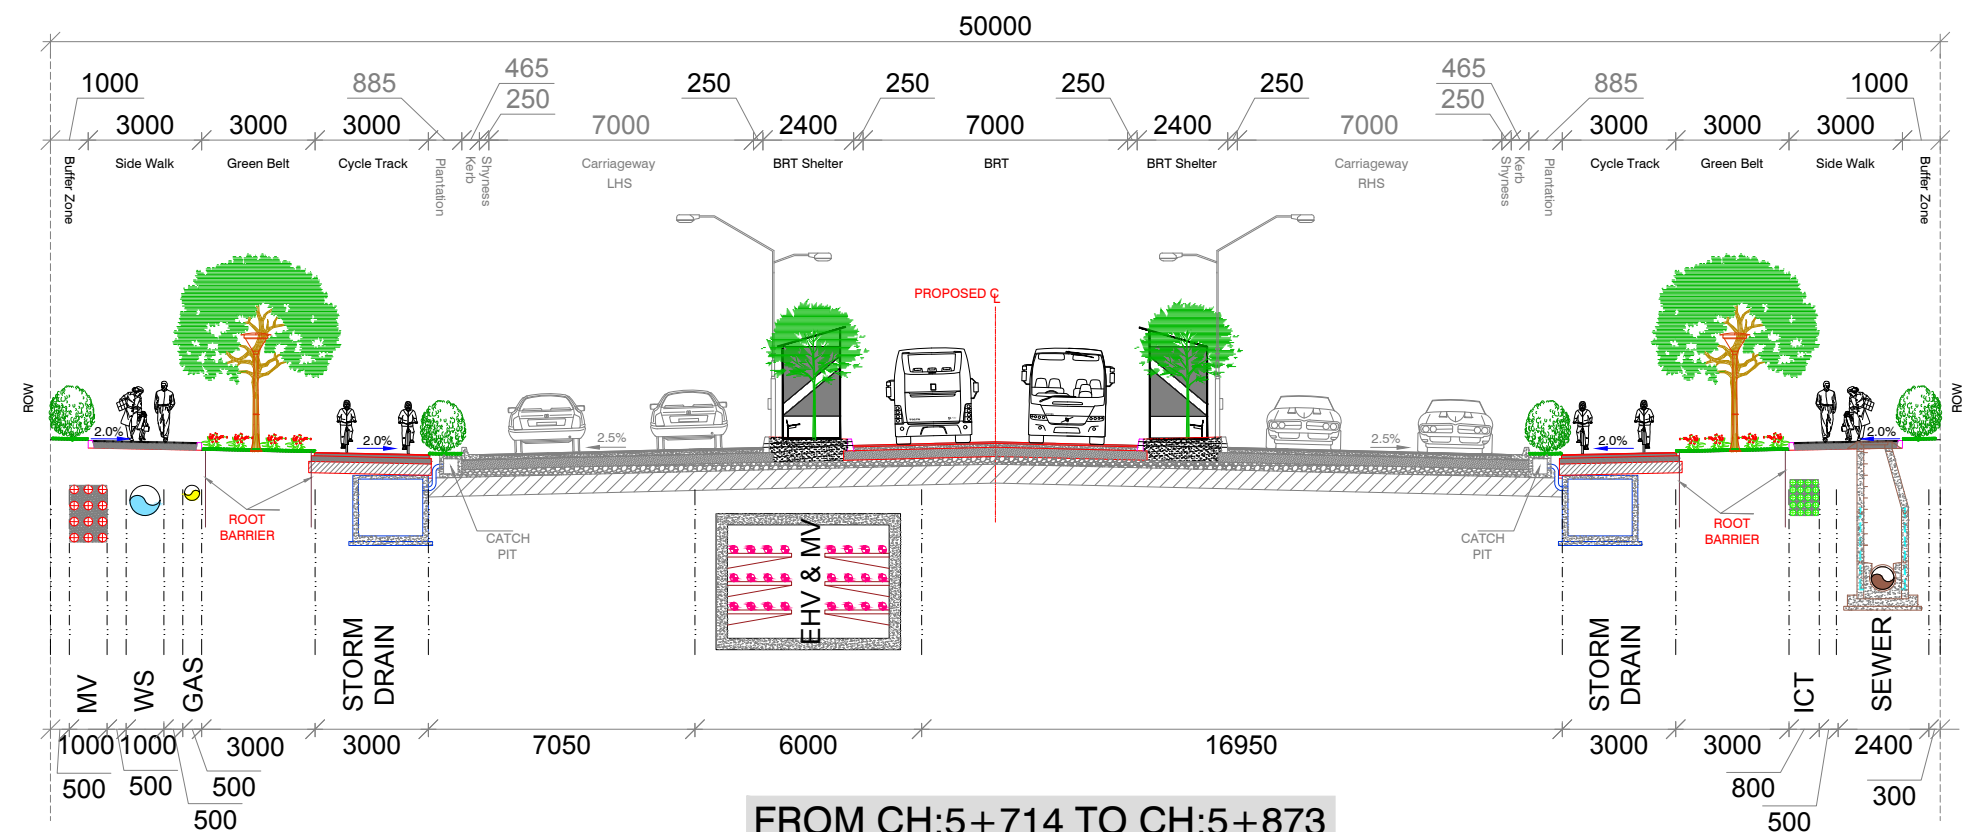 50000
1000 885 465 250 250 250 250 465 885 1000
250 250
3000 3000 3000 7000 2400 7000 2400 7000 3000 3000 3000
Buffer Zone
Side Walk
Green Belt
Cycle Track
Plantation
Kerb
Shyness
Carriageway
LHS
BRT Shelter
BRT
BRT Shelter
Carriageway
RHS
Shyness
Kerb
Plantation
Cycle Track
Green Belt
Side Walk
Buffer Zone
PROPOSED ℄
ROW
ROW
2.0%
2.0%
2.5%
2.5%
2.0%
2.0%
ROOT
BARRIER
CATCH
PIT
EHV & MV
CATCH
PIT
ROOT
BARRIER
MV
WS
GAS
STORM
DRAIN
STORM
DRAIN
ICT
SEWER
1000 1000 3000 3000 7050 6000 16950 3000 3000 2400
500 500 500 800 300
500 500
FROM CH:5+714 TO CH:5+873